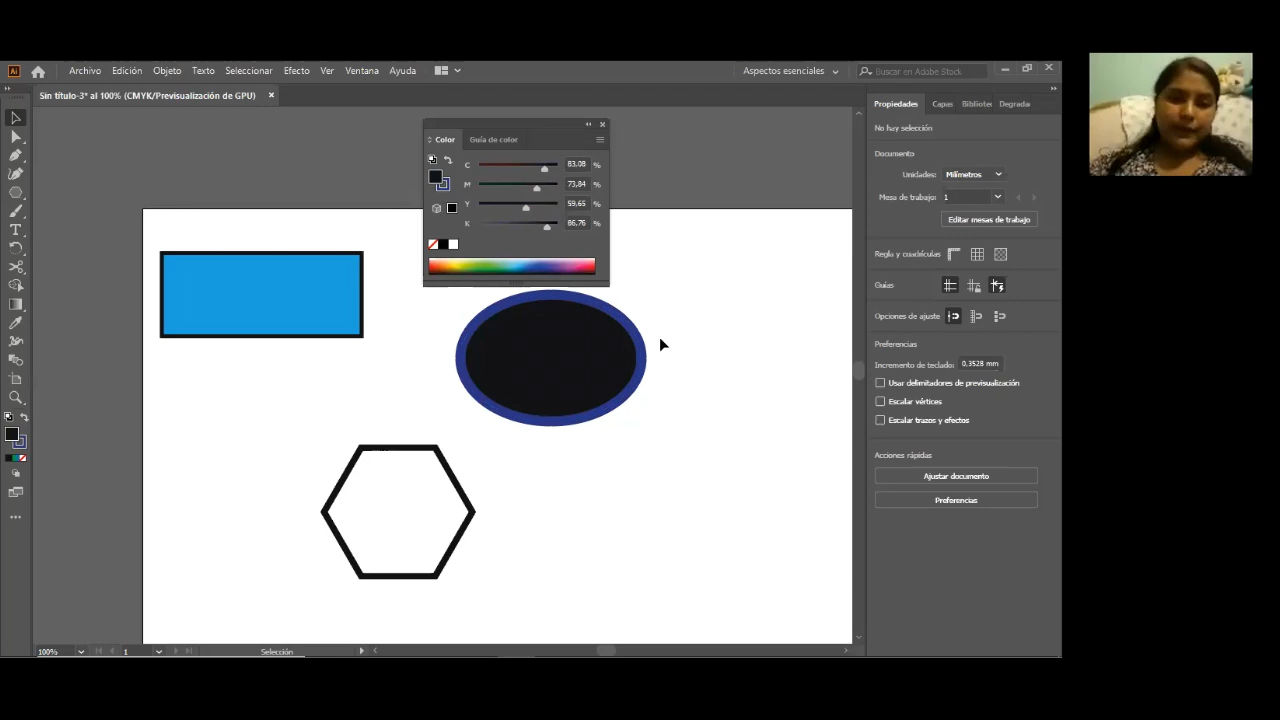 Ai Archivo Edición Objeto Texto Seleccionar Efecto Ver Ventana Ayuda Aspectos esenciales Buscar en Adobe Stock
Sin título-3* al 100% (CMYK/Previsualización de GPU)
Color Guía de color
C 83,08 %
M 73,84 %
Y 59,65 %
K 86,76 %
Propiedades Capas Bibliotec Degrada
No hay selección
Documento
Unidades: Milímetros
Mesa de trabajo: 1
Editar mesas de trabajo
Regla y cuadrículas
Guías
Opciones de ajuste
Preferencias
Incremento de teclado: 0,3528 mm
Usar delimitadores de previsualización
Escalar vértices
Escalar trazos y efectos
Acciones rápidas
Ajustar documento
Preferencias
100% 1 Selección